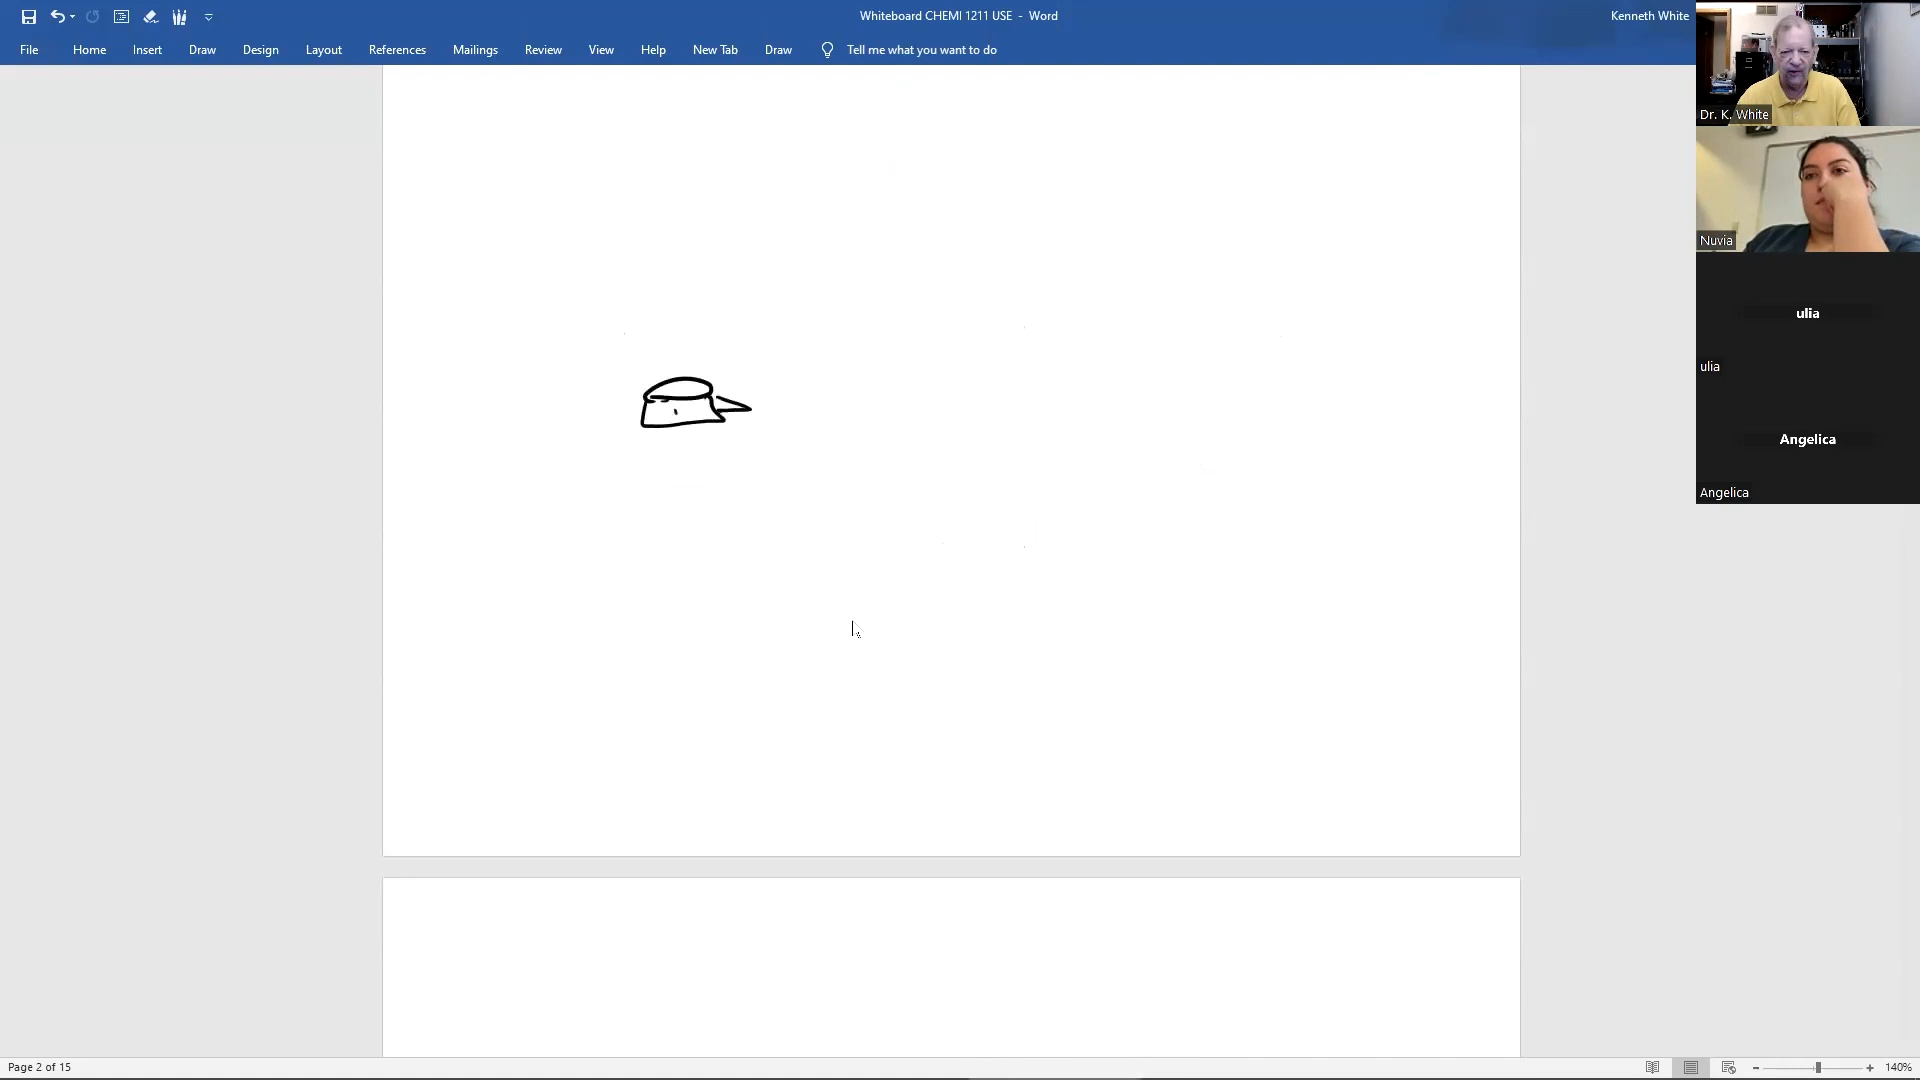 Whiteboard CHEMI 1211 USE - Word
Kenneth White
File Home Insert Draw Design Layout References Mailings Review View Help New Tab Draw Tell me what you want to do
Dr. K. White
Nuvia
ulia
ulia
Angelica
Angelica
Page 2 of 15
140%